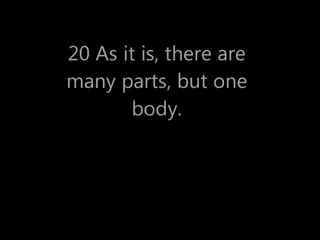 20 As it is, there are
many parts, but one
body.